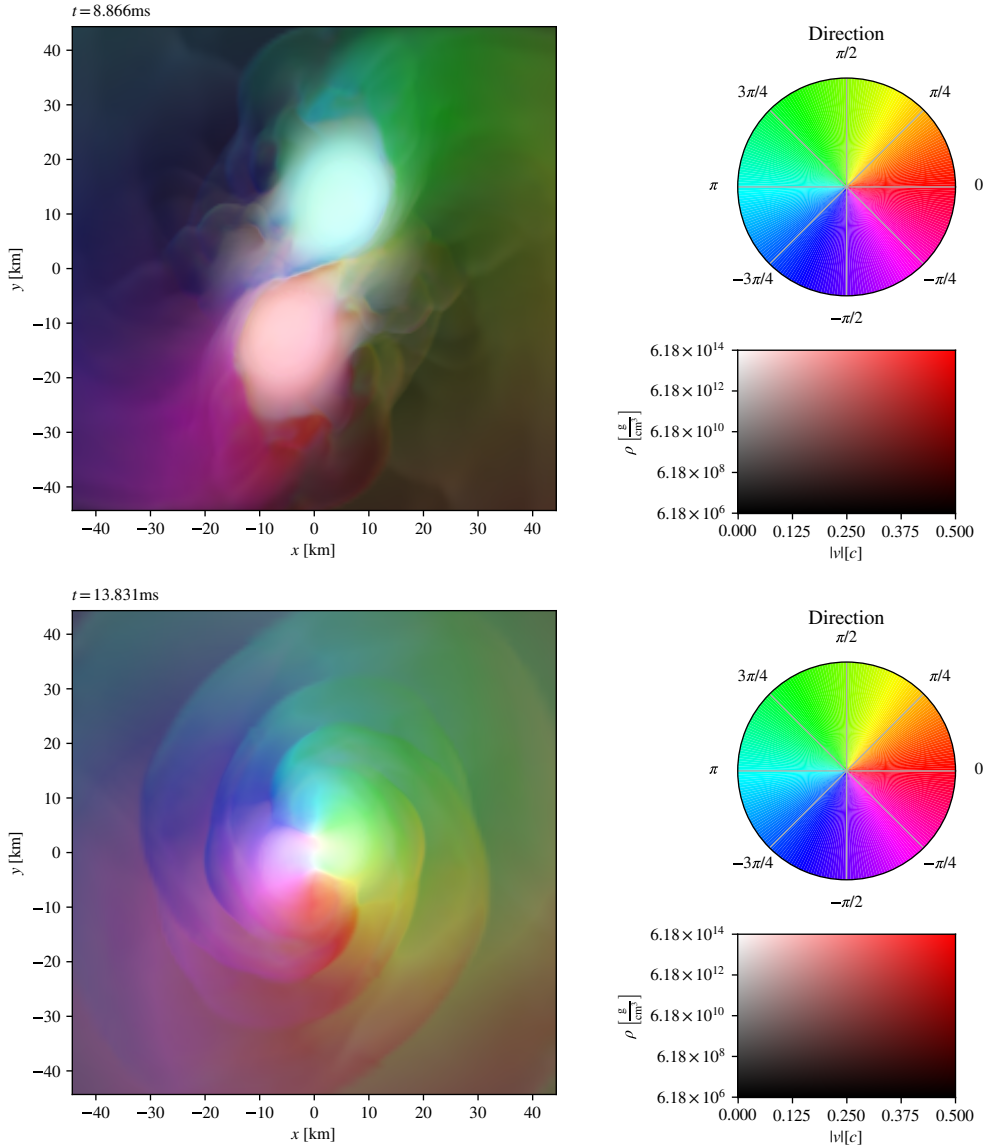 t = 8.866ms
40
30
20
10
0
−10
−20
−30
−40
y [km]
−40 −30 −20 −10 0 10 20 30 40
x [km]
Direction
π/2
3π/4 π/4
π 0
−3π/4 −π/4
−π/2
6.18 × 10^14
6.18 × 10^12
6.18 × 10^10
6.18 × 10^8
6.18 × 10^6
ρ [g/cm^3]
0.000 0.125 0.250 0.375 0.500
|v|[c]
t = 13.831ms
40
30
20
10
0
−10
−20
−30
−40
y [km]
−40 −30 −20 −10 0 10 20 30 40
x [km]
Direction
π/2
3π/4 π/4
π 0
−3π/4 −π/4
−π/2
6.18 × 10^14
6.18 × 10^12
6.18 × 10^10
6.18 × 10^8
6.18 × 10^6
ρ [g/cm^3]
0.000 0.125 0.250 0.375 0.500
|v|[c]